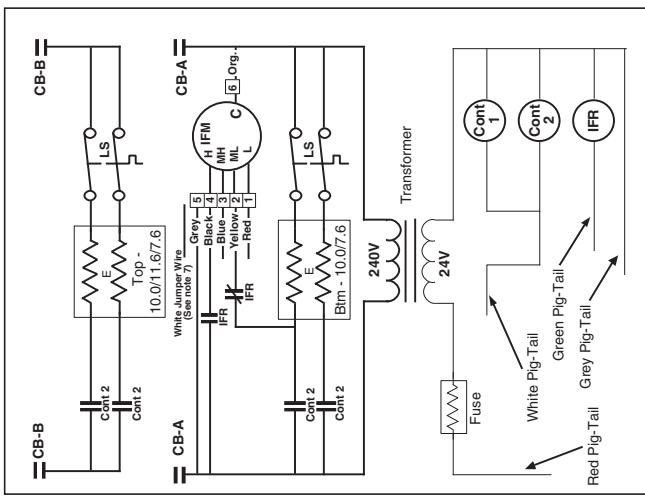 CB-B
CB-B
LS
E
Top -
10.0/11.6/7.6
Cont 2
Cont 2
CB-A
CB-A
6
Org.
C
IFM
H
MH
ML
L
5
4
3
2
1
Grey
Black
Blue
Yellow
Red
White Jumper Wire
(See note 7)
IFR
IFR
LS
E
Btm - 10.0/7.6
Cont 2
Cont 2
Transformer
240V
24V
Cont
1
Cont
2
IFR
Fuse
White Pig-Tail
Green Pig-Tail
Grey Pig-Tail
Red Pig-Tail